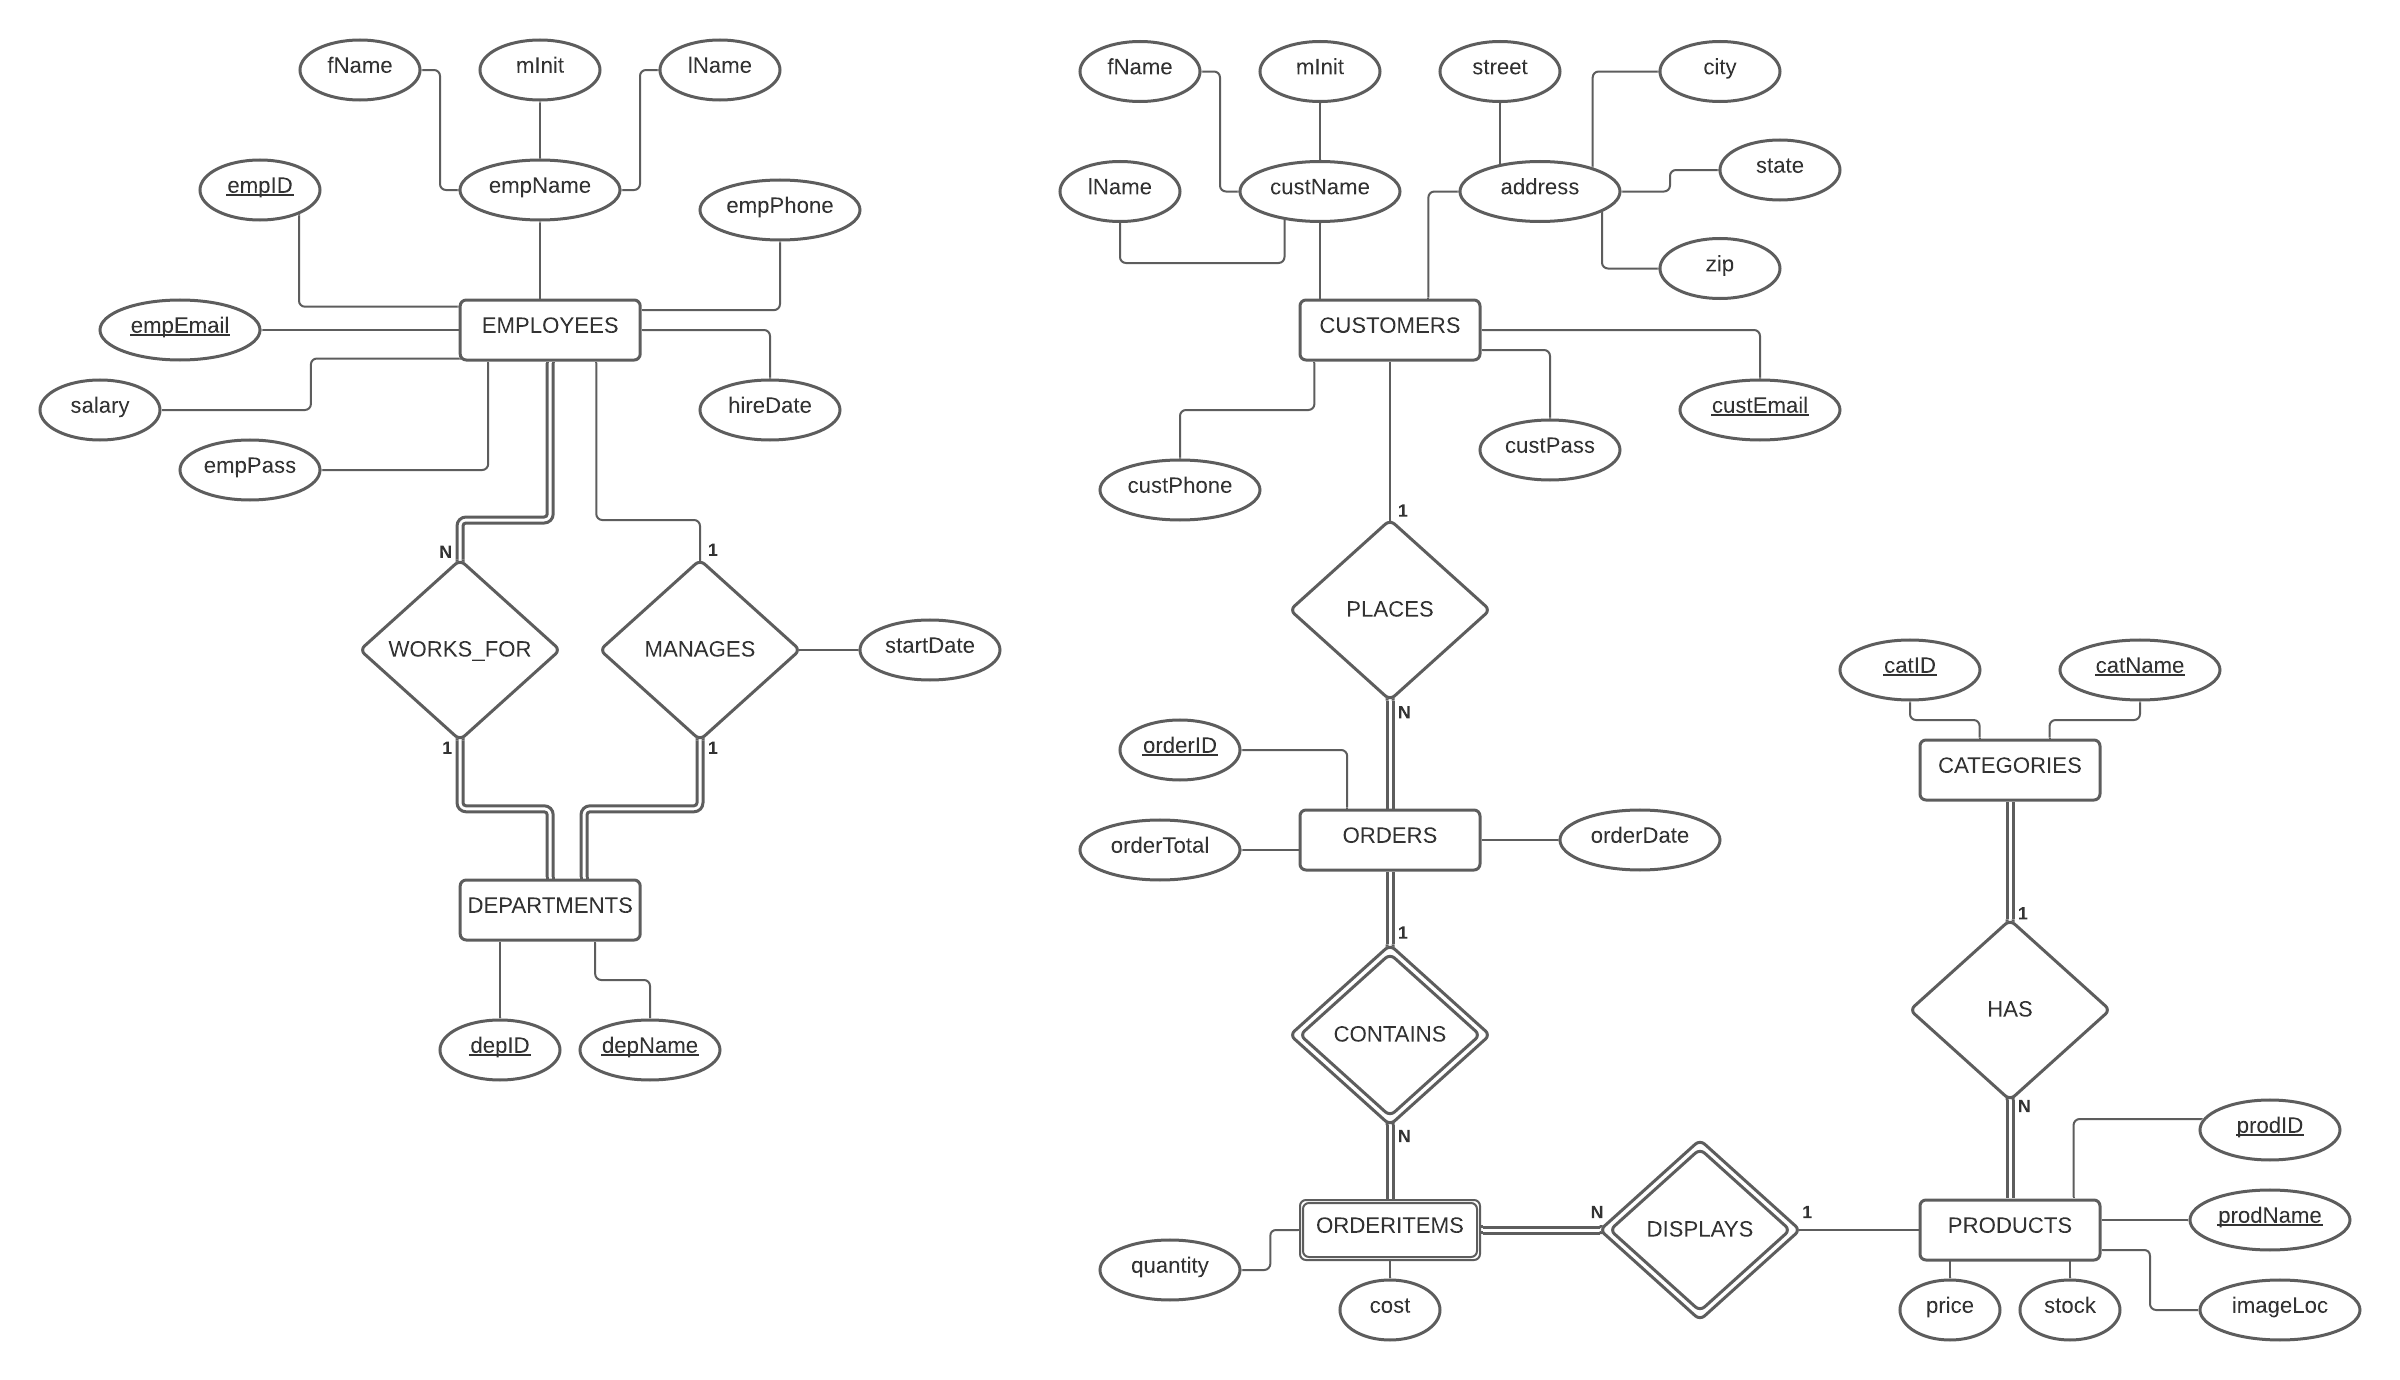 fName
mInit
lName
empID
empName
empPhone
empEmail
EMPLOYEES
salary
hireDate
empPass
N
1
WORKS_FOR
MANAGES
startDate
1
1
DEPARTMENTS
depID
depName
fName
mInit
street
city
lName
custName
address
state
zip
CUSTOMERS
custEmail
custPass
custPhone
1
PLACES
N
orderID
orderTotal
ORDERS
orderDate
1
CONTAINS
N
ORDERITEMS
quantity
cost
N
DISPLAYS
1
catID
catName
CATEGORIES
1
HAS
N
prodID
PRODUCTS
prodName
price
stock
imageLoc